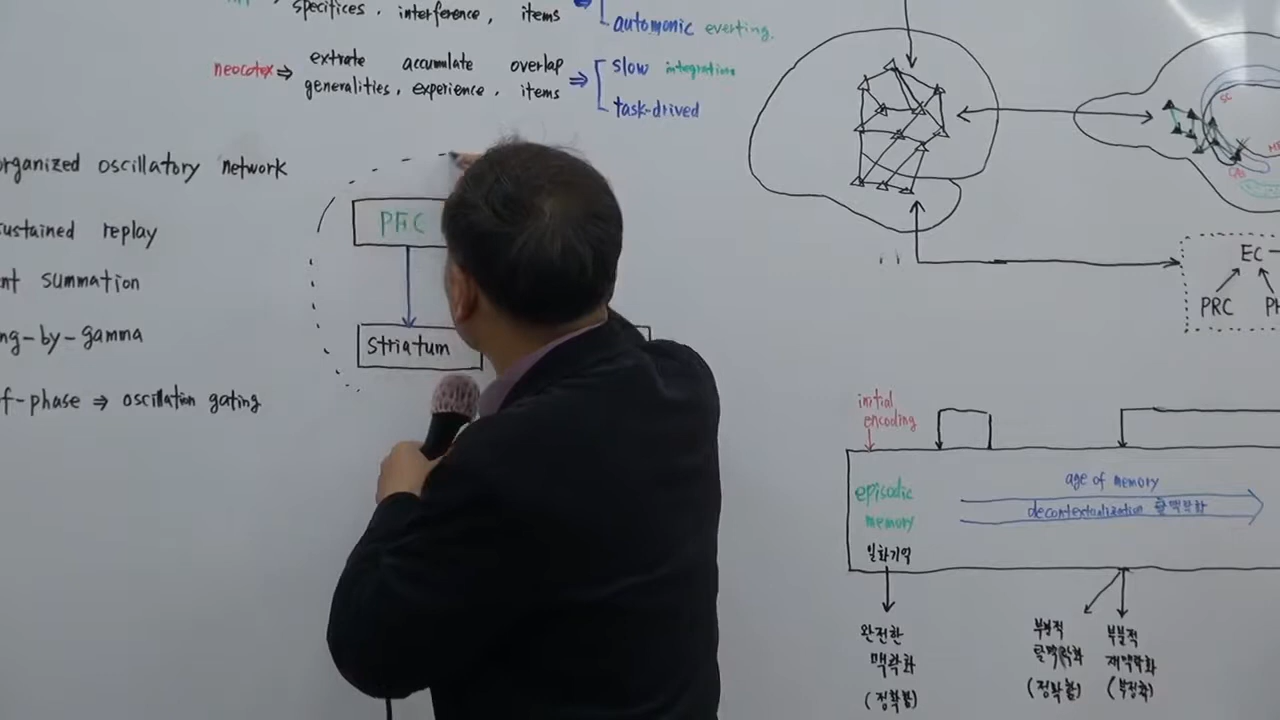 specifices, interference, items
automonic everting.
neocotex ⇒ extrate accumulate overlap
generalities, experience, items ⇒
slow integration
task-drived
organized oscillatory network
sustained replay
nt summation
ng-by-gamma
f-phase ⇒ oscillation gating
PFC
striatum
SC
CA3
EC
PRC
PH
initial
encoding
episodic
memory
일화기억
age of memory
decontextualization 탈맥락화
완전한
맥락화
(정확함)
부분적
탈맥락화
(정확함)
부분적
재맥락화
(부정확)